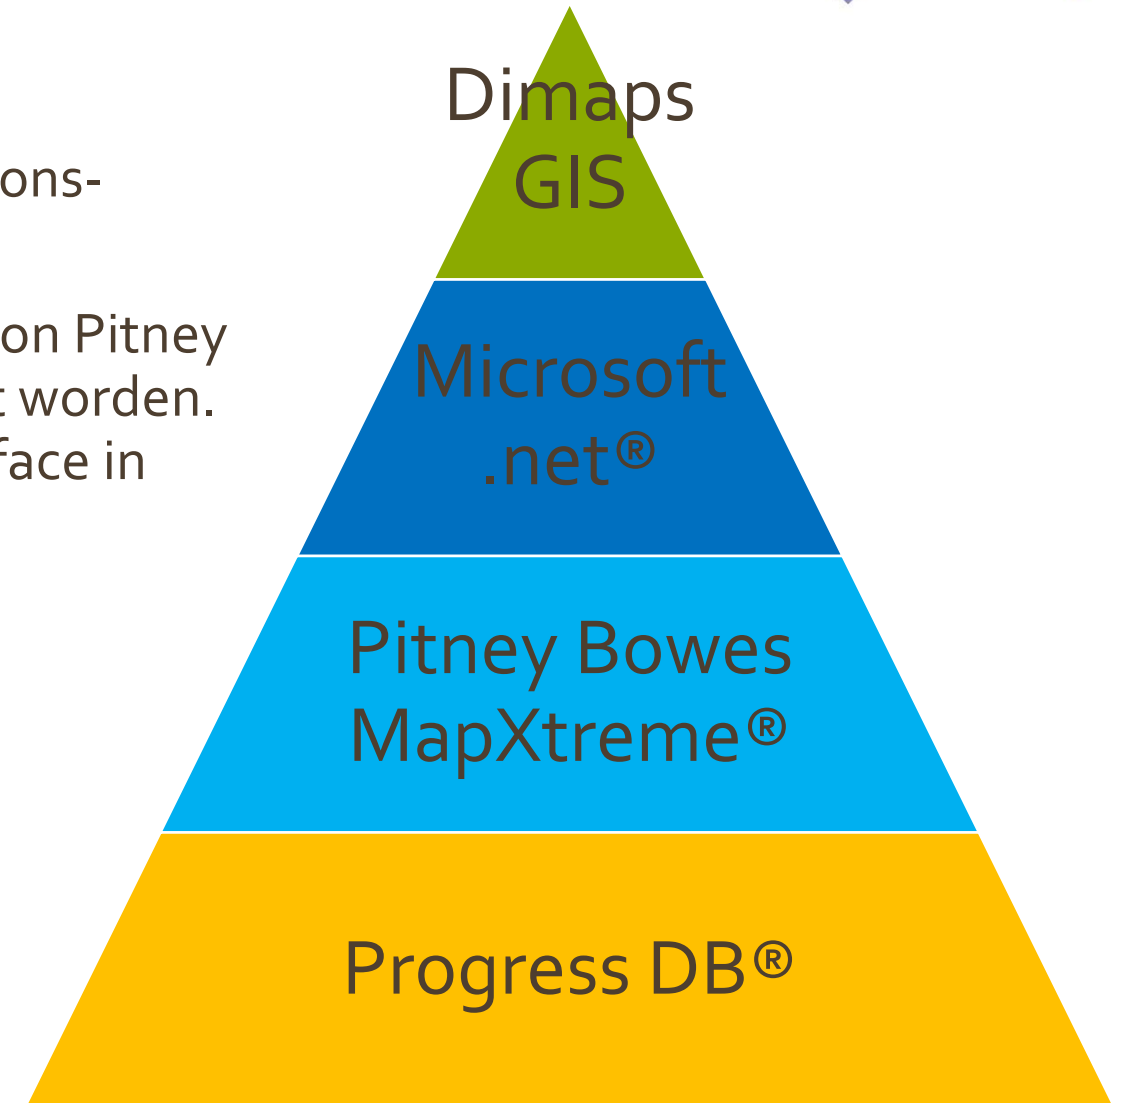 ons-
on Pitney
t worden.
face in
Dimaps
GIS
Microsoft
.net®
Pitney Bowes
MapXtreme®
Progress DB®